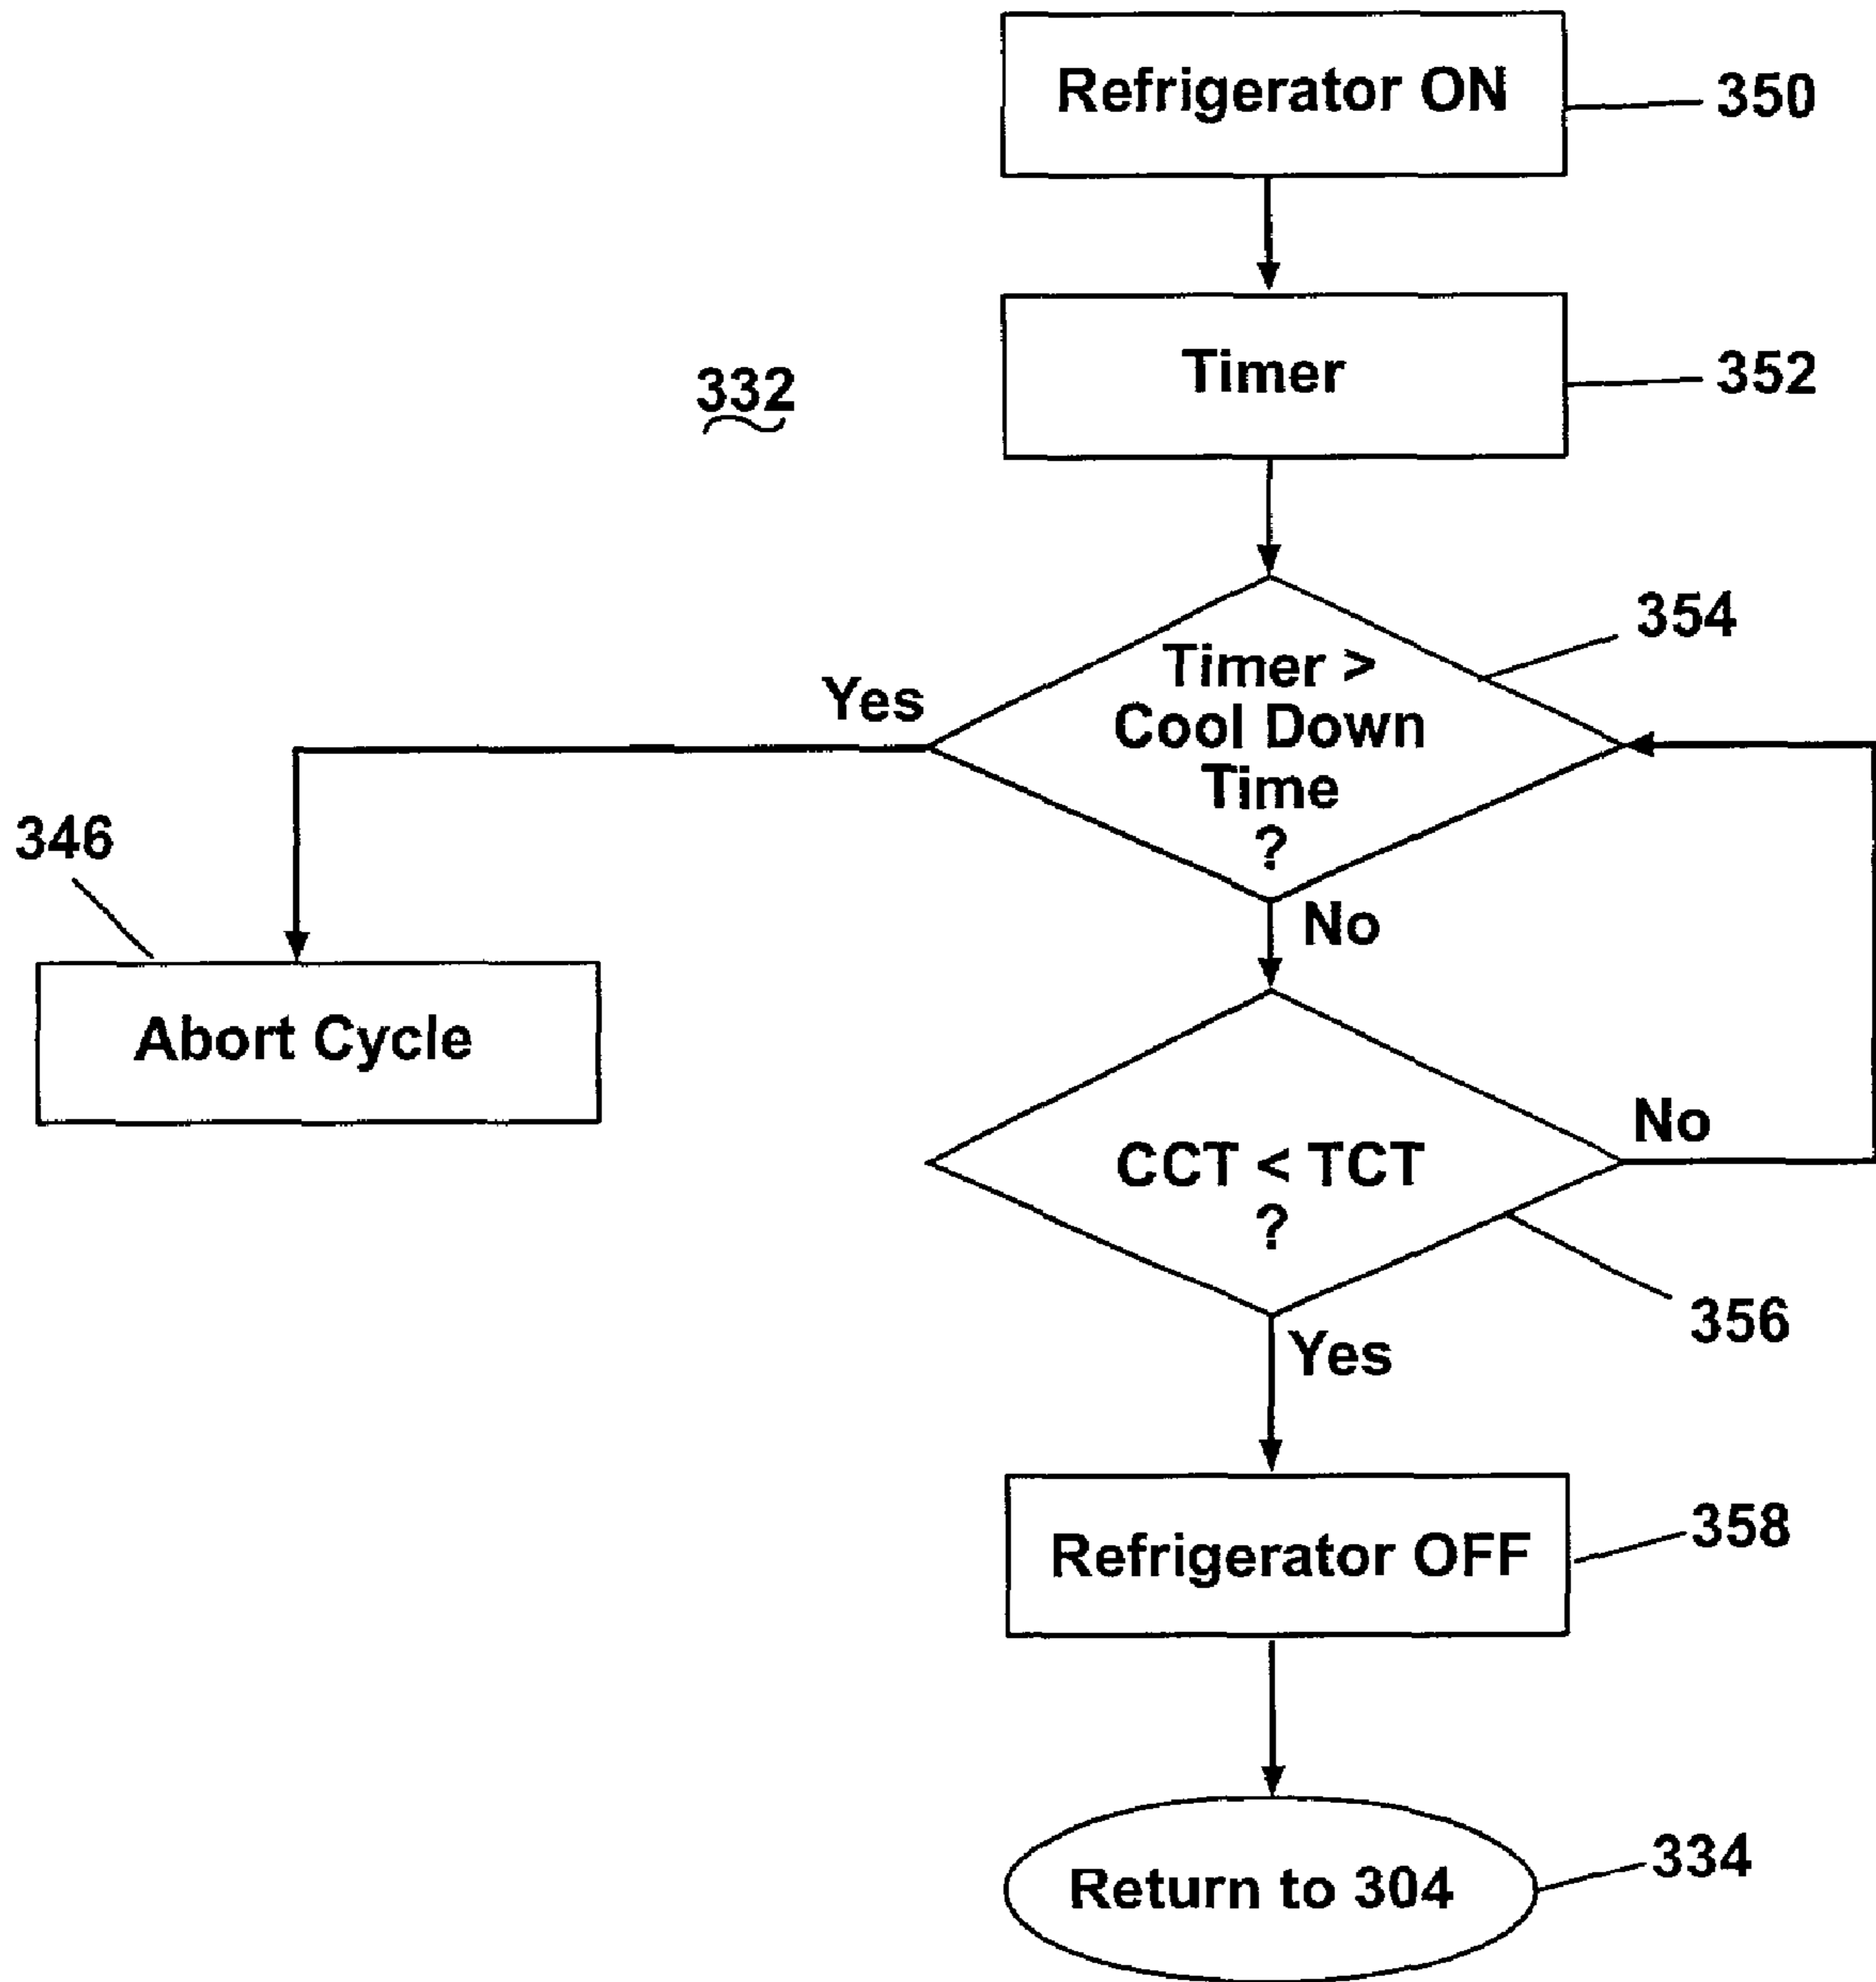 Refrigerator ON
350
Timer
352
332
354
Timer >
Cool Down
Time
?
Yes
346
No
Abort Cycle
No
CCT < TCT
?
356
Yes
Refrigerator OFF
358
Return to 304
334